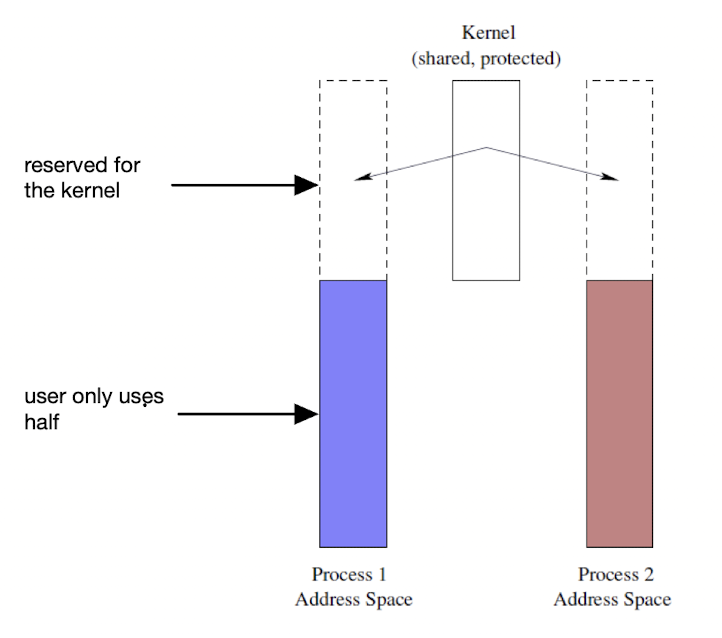 Kernel
(shared, protected)
reserved for
the kernel
user only uses
half
Process 1
Address Space
Process 2
Address Space